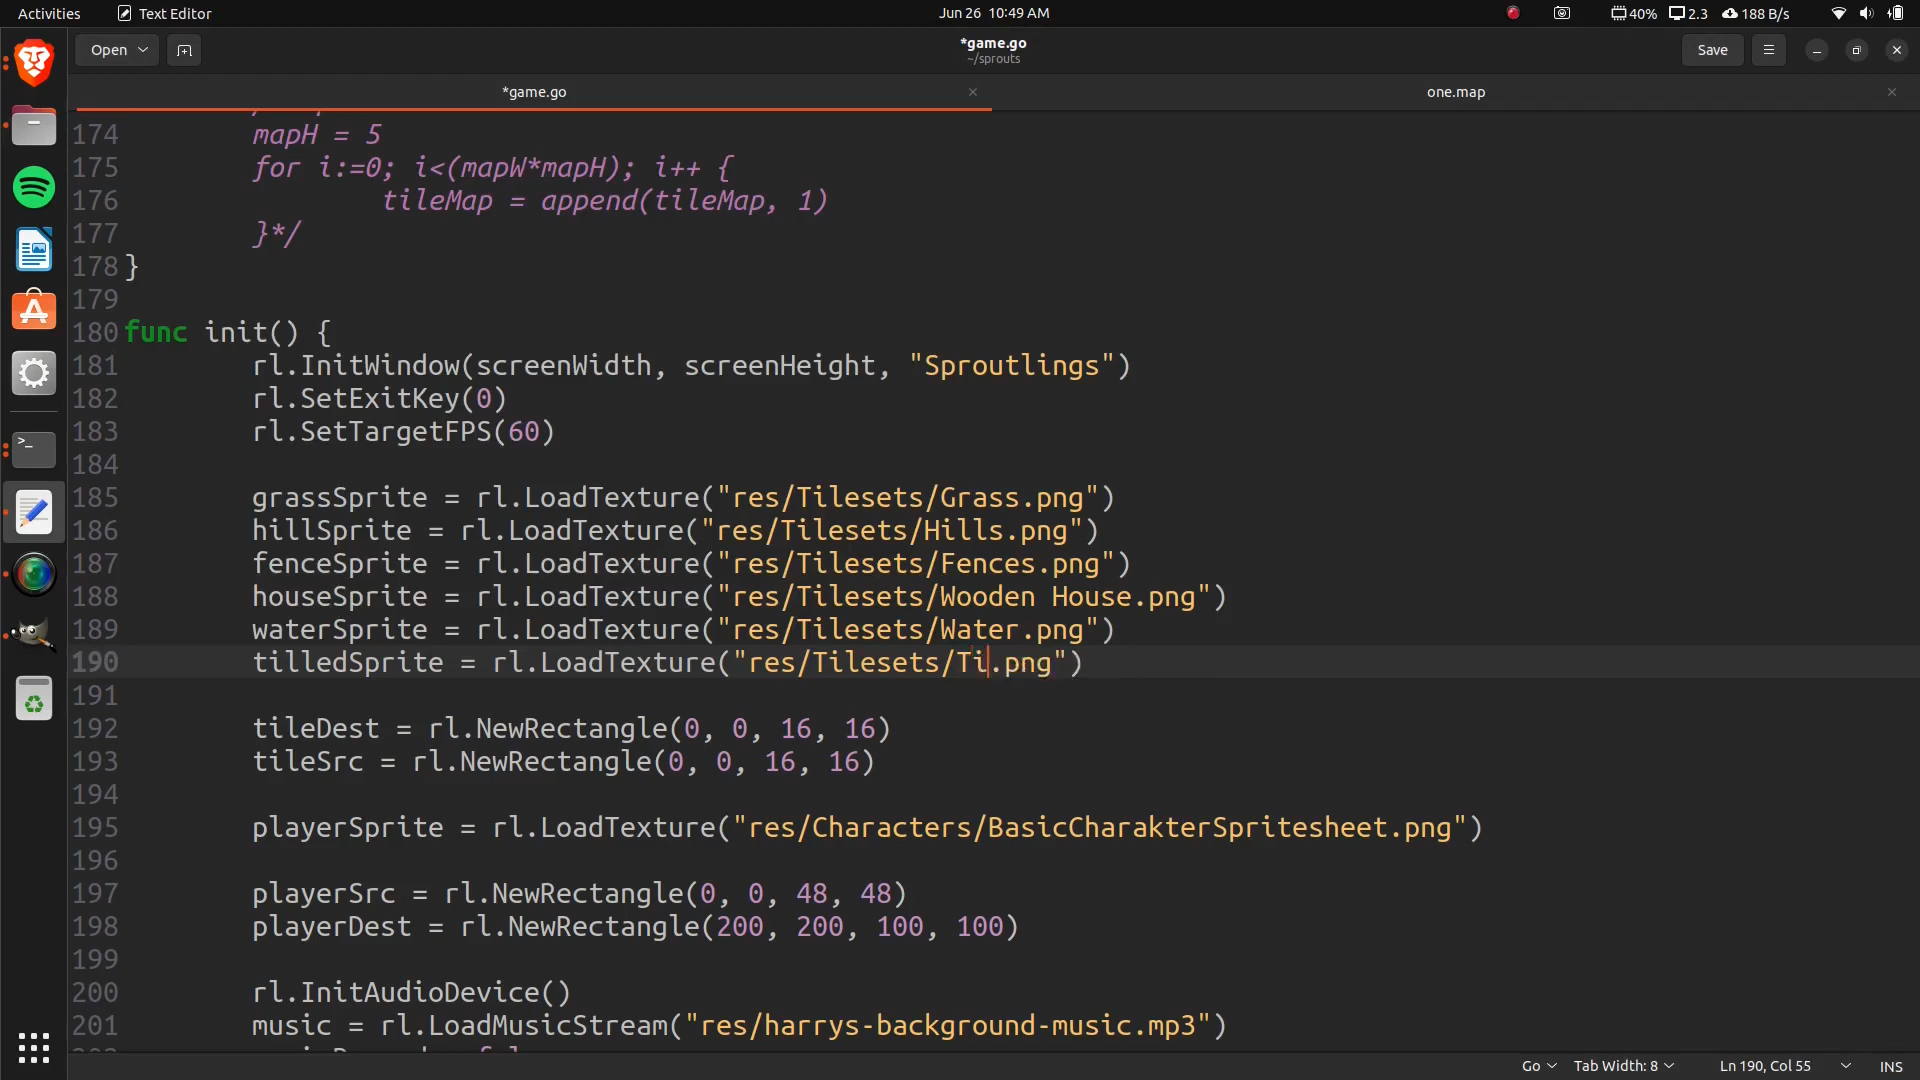 Activities Text Editor Jun 26 10:49 AM 40% 2.3 188 B/s
Open *game.go Save
~/sprouts
*game.go one.map
174 mapH = 5
175 for i:=0; i<(mapW*mapH); i++ {
176 tileMap = append(tileMap, 1)
177 }*/
178 }
179
180 func init() {
181 rl.InitWindow(screenWidth, screenHeight, "Sproutlings")
182 rl.SetExitKey(0)
183 rl.SetTargetFPS(60)
184
185 grassSprite = rl.LoadTexture("res/Tilesets/Grass.png")
186 hillSprite = rl.LoadTexture("res/Tilesets/Hills.png")
187 fenceSprite = rl.LoadTexture("res/Tilesets/Fences.png")
188 houseSprite = rl.LoadTexture("res/Tilesets/Wooden House.png")
189 waterSprite = rl.LoadTexture("res/Tilesets/Water.png")
190 tilledSprite = rl.LoadTexture("res/Tilesets/Ti.png")
191
192 tileDest = rl.NewRectangle(0, 0, 16, 16)
193 tileSrc = rl.NewRectangle(0, 0, 16, 16)
194
195 playerSprite = rl.LoadTexture("res/Characters/BasicCharakterSpritesheet.png")
196
197 playerSrc = rl.NewRectangle(0, 0, 48, 48)
198 playerDest = rl.NewRectangle(200, 200, 100, 100)
199
200 rl.InitAudioDevice()
201 music = rl.LoadMusicStream("res/harrys-background-music.mp3")
Go Tab Width: 8 Ln 190, Col 55 INS